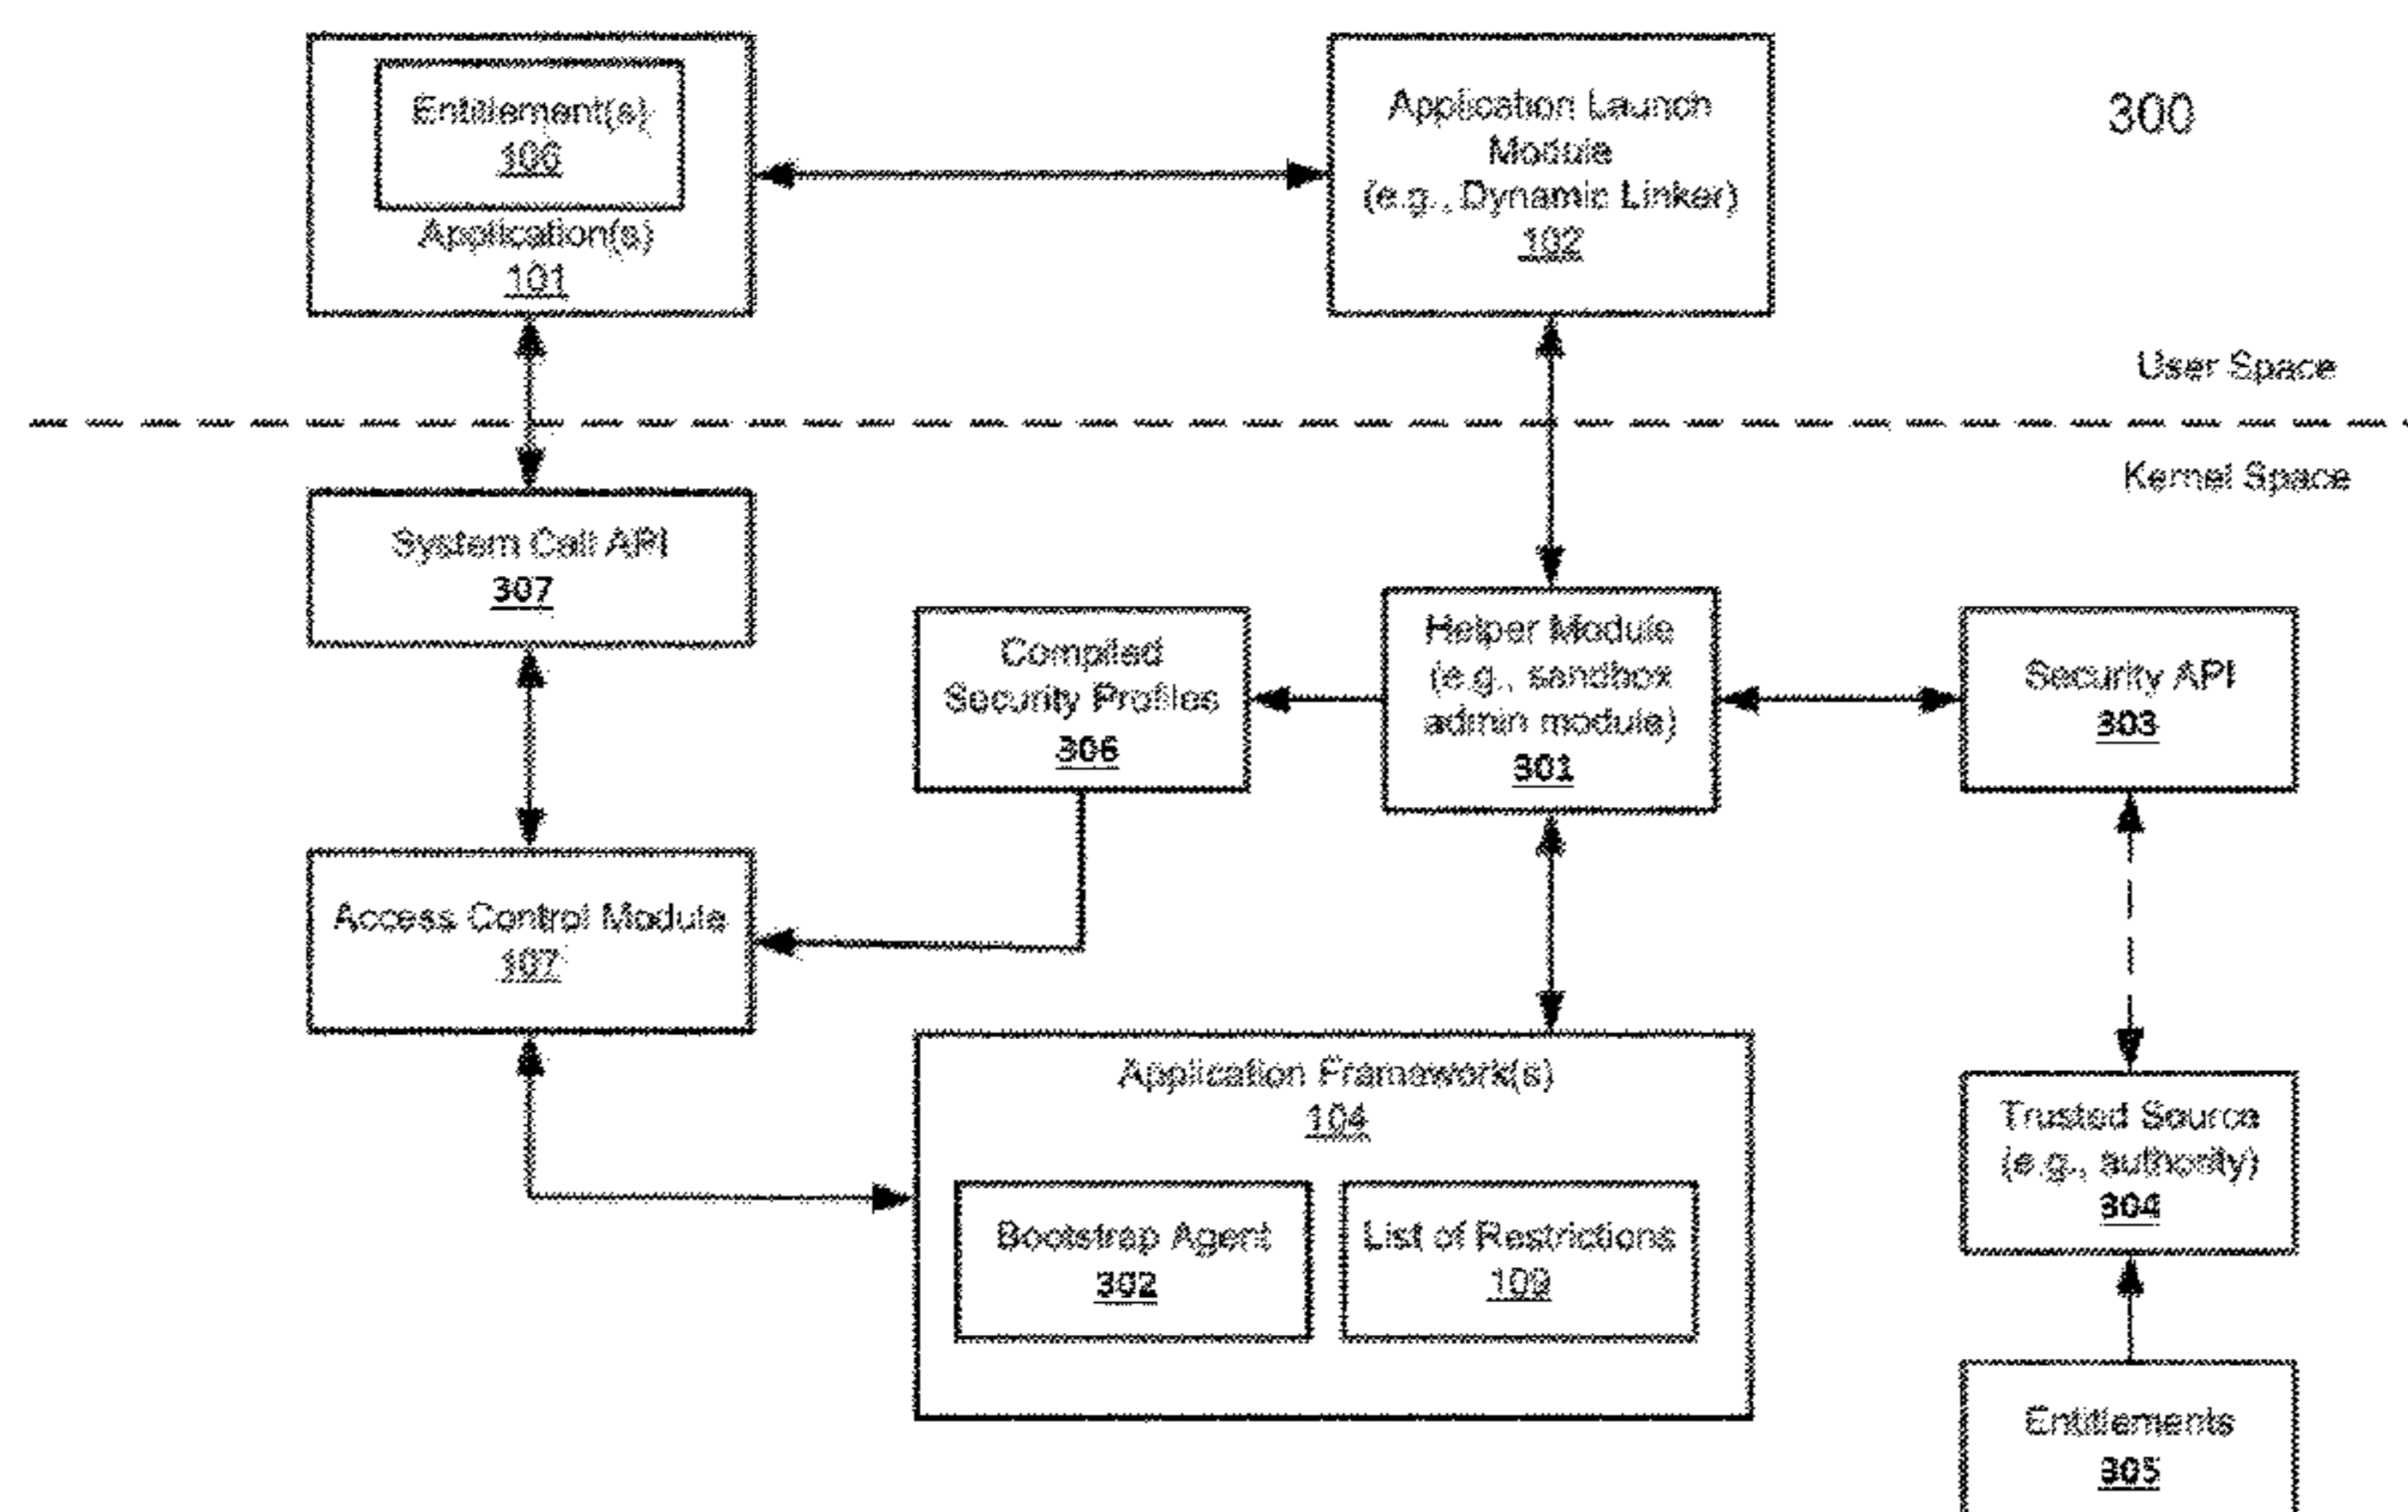 Entitlement(s)
106
Application(s)
101
Application Launch
Module
(e.g., Dynamic Linker)
102
300
User Space
Kernel Space
System Call API
307
Compiled
Security Profiles
306
Helper Module
(e.g., sandbox
admin module)
301
Security API
303
Access Control Module
107
Application Framework(s)
104
Bootstrap Agent
302
List of Restrictions
109
Trusted Source
(e.g., authority)
304
Entitlements
305